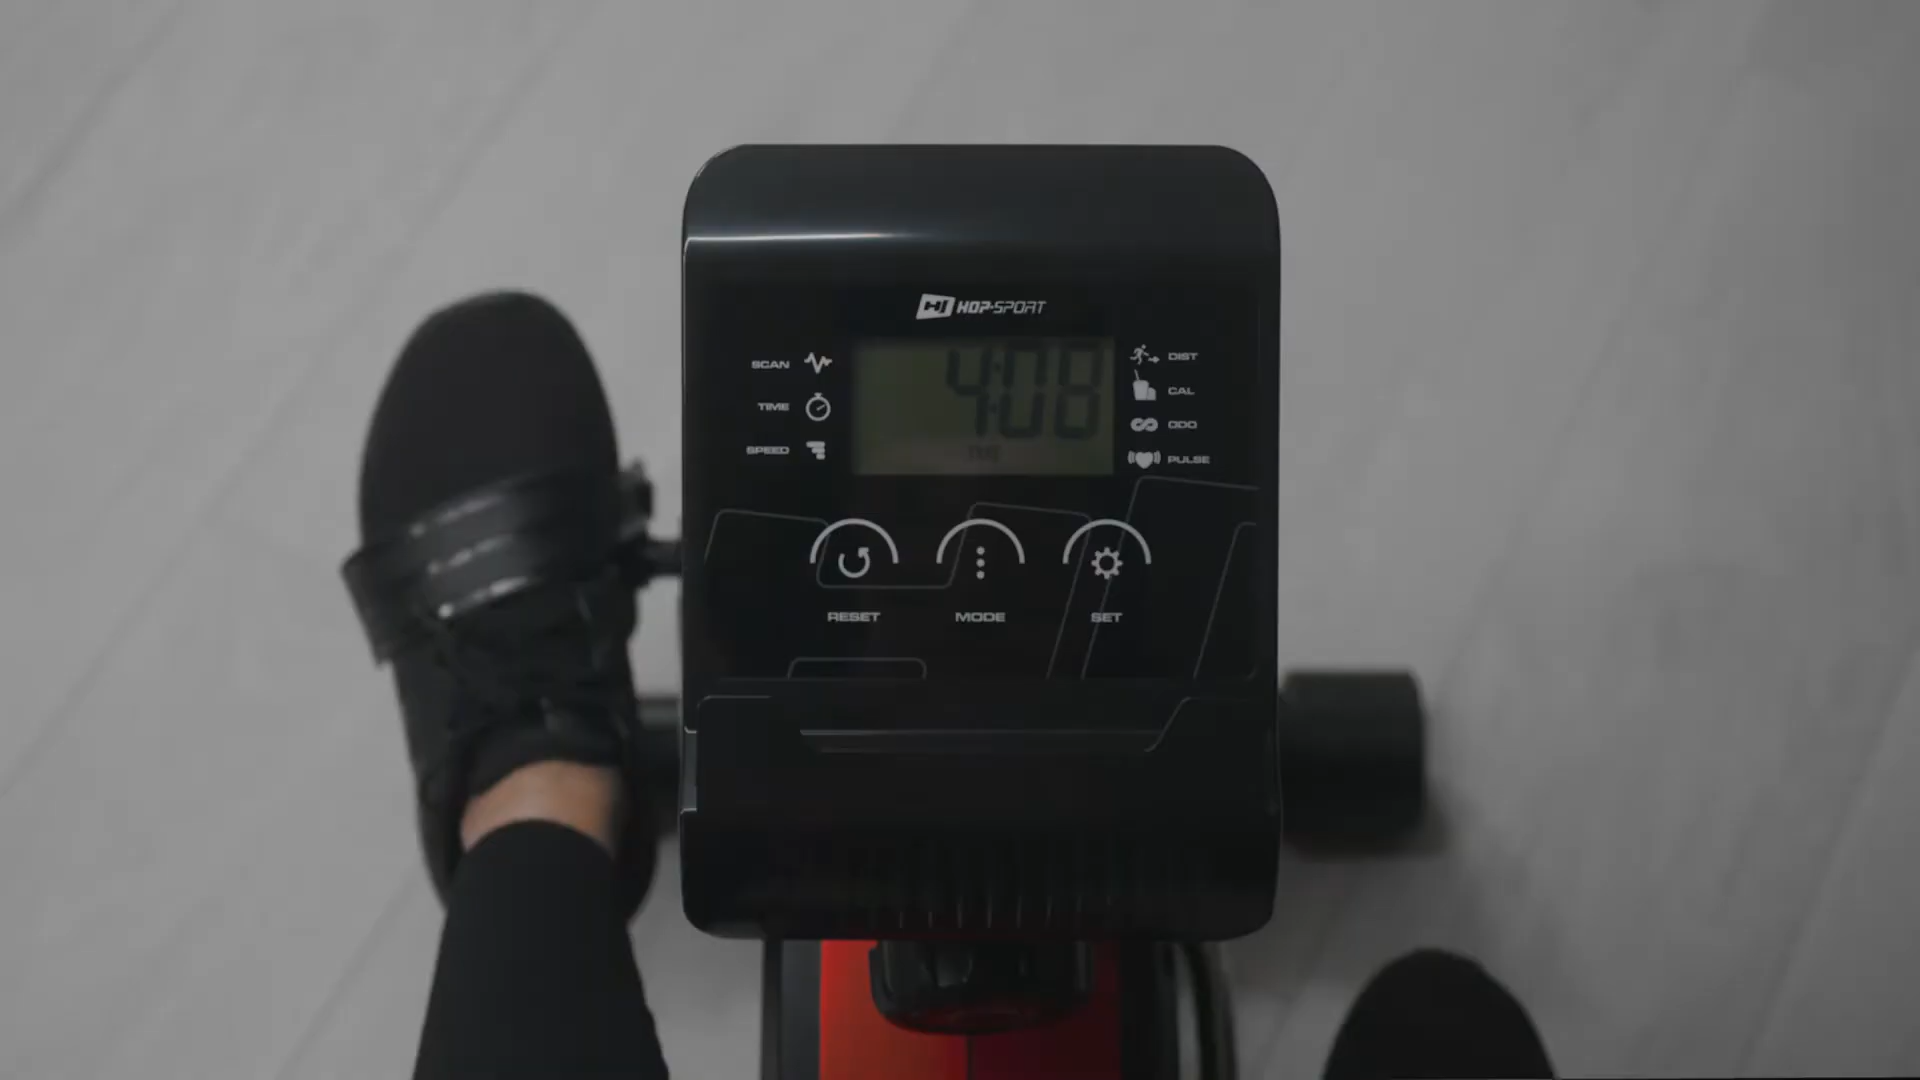 HOP-SPORT
SCAN
TIME
SPEED
4:08
DIST
CAL
ODO
PULSE
RESET
MODE
SET